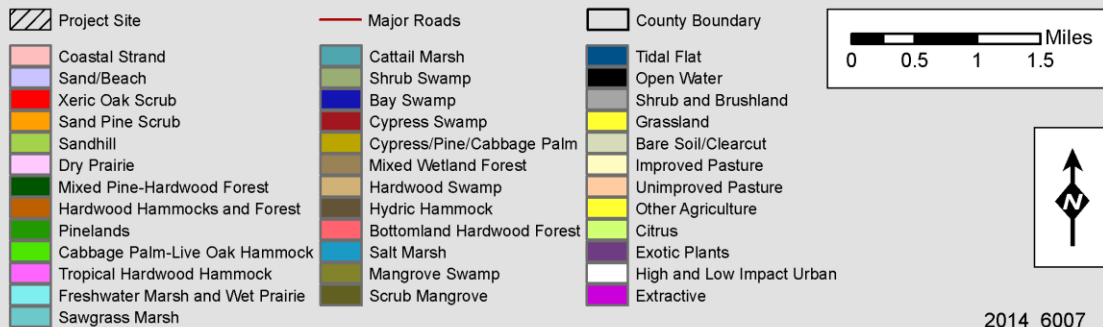 Project Site
Major Roads
County Boundary
Coastal Strand
Sand/Beach
Xeric Oak Scrub
Sand Pine Scrub
Sandhill
Dry Prairie
Mixed Pine-Hardwood Forest
Hardwood Hammocks and Forest
Pinelands
Cabbage Palm-Live Oak Hammock
Tropical Hardwood Hammock
Freshwater Marsh and Wet Prairie
Sawgrass Marsh
Cattail Marsh
Shrub Swamp
Bay Swamp
Cypress Swamp
Cypress/Pine/Cabbage Palm
Mixed Wetland Forest
Hardwood Swamp
Hydric Hammock
Bottomland Hardwood Forest
Salt Marsh
Mangrove Swamp
Scrub Mangrove
Tidal Flat
Open Water
Shrub and Brushland
Grassland
Bare Soil/Clearcut
Improved Pasture
Unimproved Pasture
Other Agriculture
Citrus
Exotic Plants
High and Low Impact Urban
Extractive
Miles
0 0.5 1 1.5
N
2014_6007